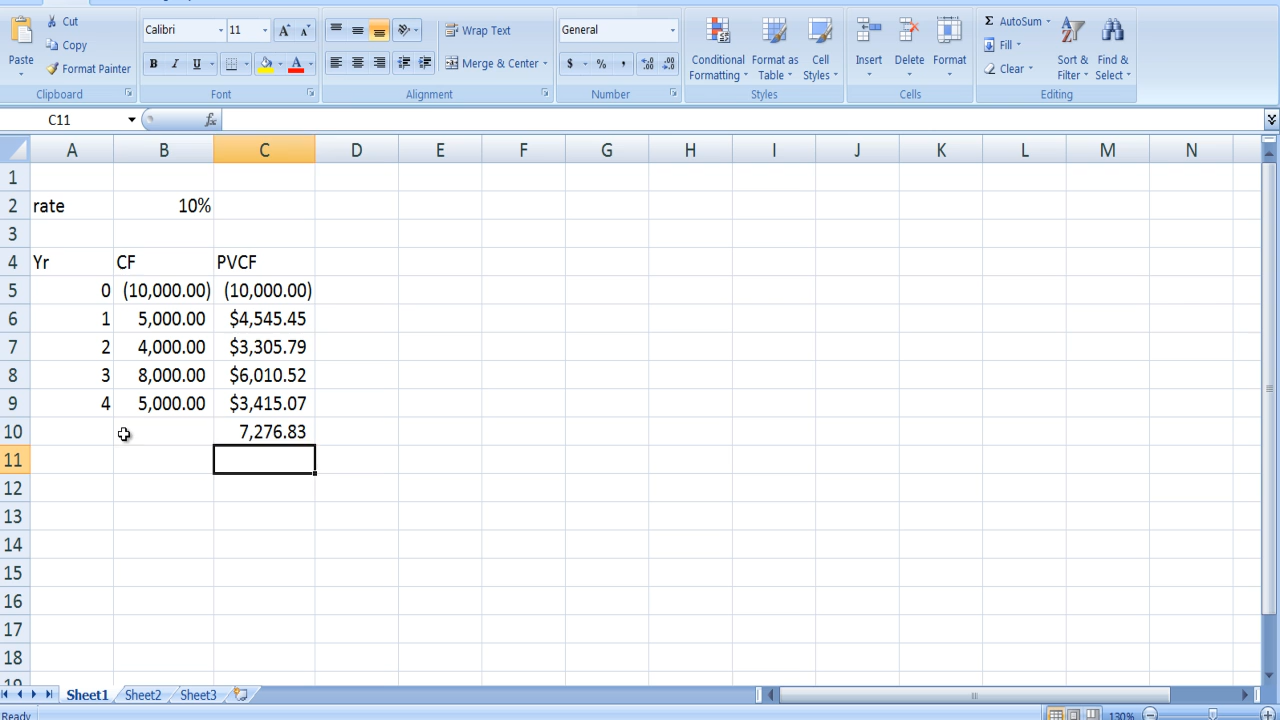 Cut
Copy
Format Painter
Paste
Clipboard
Calibri 11 A A
B I U A
Font
Wrap Text
Merge & Center
Alignment
General
$ % ,
Number
Conditional Formatting
Format as Table
Cell Styles
Styles
Insert Delete Format
Cells
Σ AutoSum
Fill
Clear
Sort & Filter
Find & Select
Editing
C11 fx
A B C D E F G H I J K L M N
1
2 rate 10%
3
4 Yr CF PVCF
5 0 (10,000.00) (10,000.00)
6 1 5,000.00 $4,545.45
7 2 4,000.00 $3,305.79
8 3 8,000.00 $6,010.52
9 4 5,000.00 $3,415.07
10 7,276.83
11
12
13
14
15
16
17
18
19
Sheet1 Sheet2 Sheet3
Ready 130%